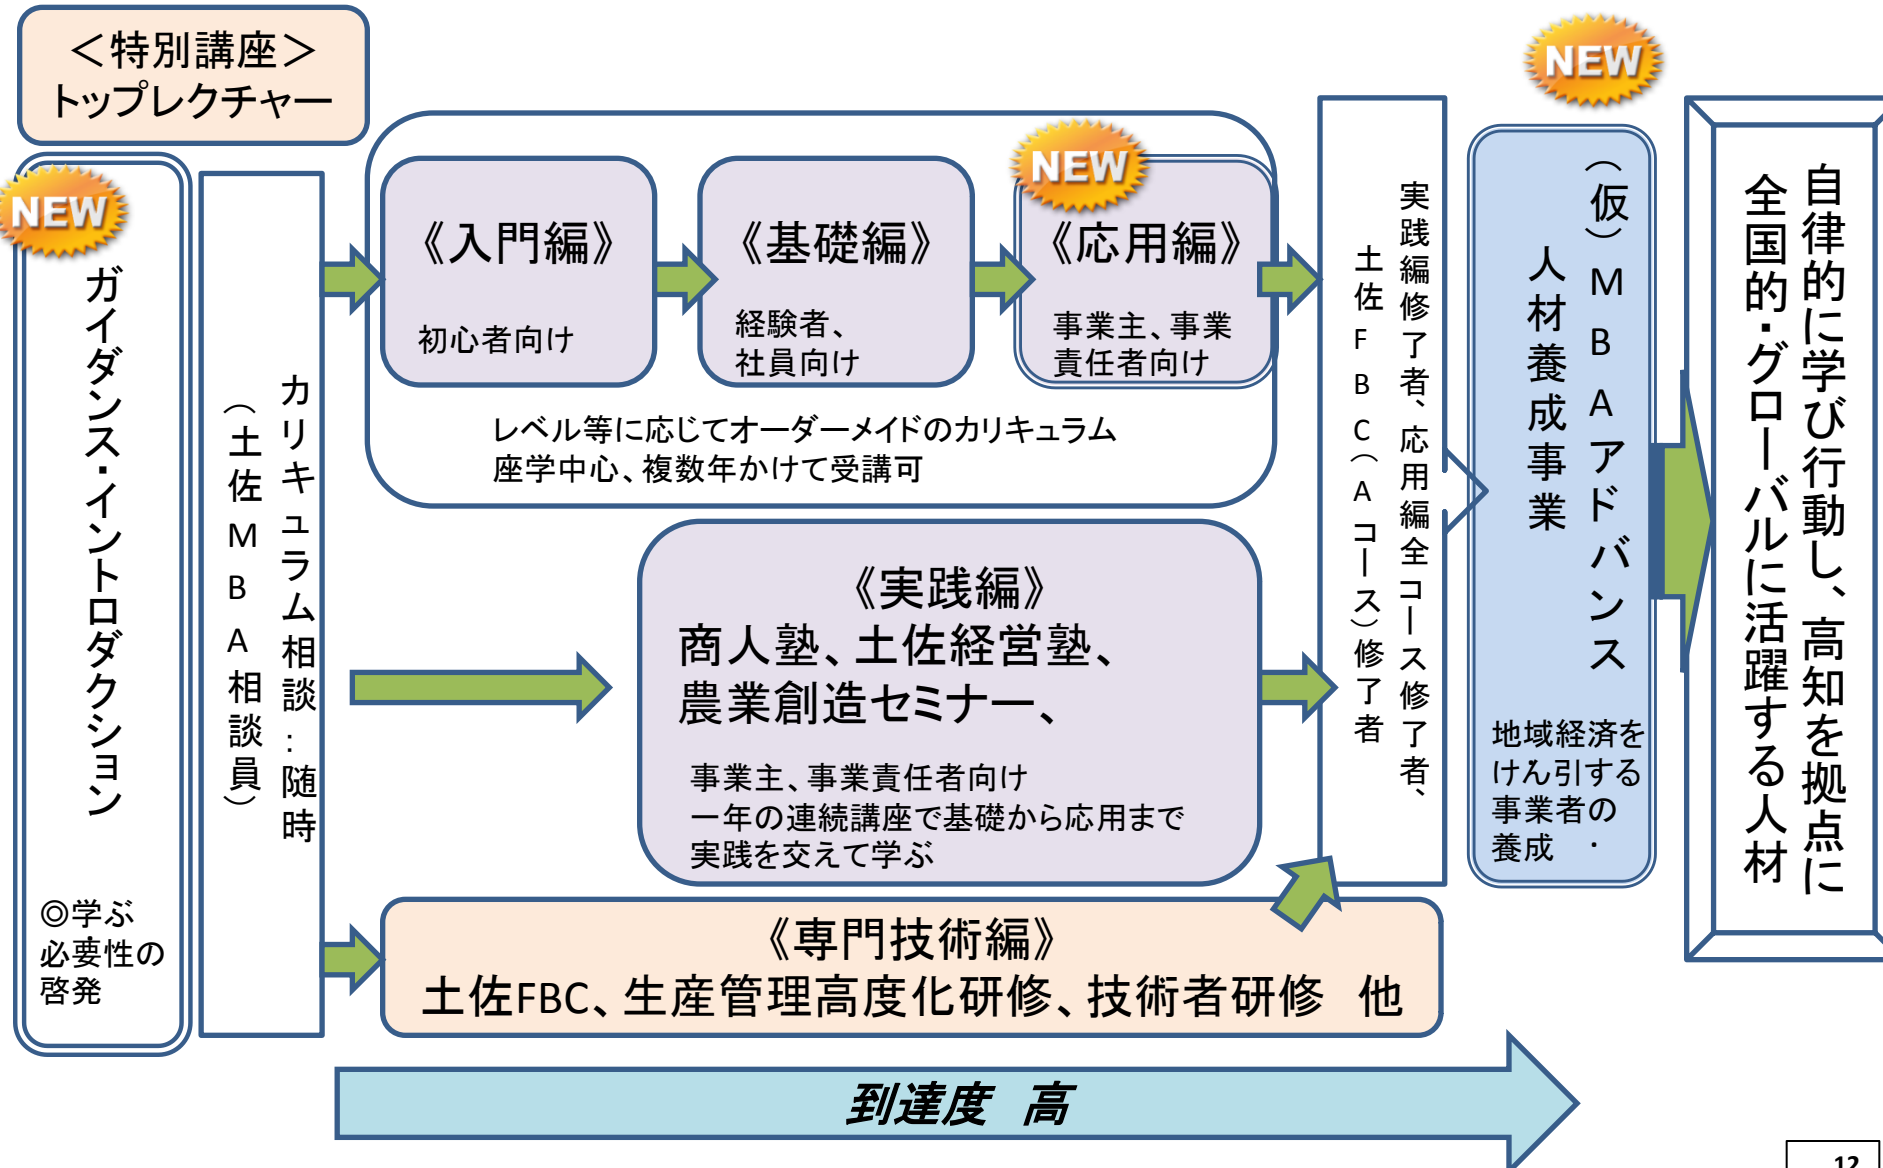 ＜特別講座＞
トップレクチャー
NEW
ガイダンス・イントロダクション
◎学ぶ
必要性の
啓発
カリキュラム相談：随時
（土佐ＭＢＡ相談員）
《入門編》
初心者向け
《基礎編》
経験者、
社員向け
NEW
《応用編》
事業主、事業
責任者向け
レベル等に応じてオーダーメイドのカリキュラム
座学中心、複数年かけて受講可
《実践編》
商人塾、土佐経営塾、
農業創造セミナー、
事業主、事業責任者向け
一年の連続講座で基礎から応用まで
実践を交えて学ぶ
《専門技術編》
土佐FBC、生産管理高度化研修、技術者研修　他
実践編修了者、応用編全コース修了者、
土佐ＦＢＣ（Ａコース）修了者
NEW
（仮）ＭＢＡアドバンス
人材養成事業
地域経済を
けん引する
事業者の
養成　・
自律的に学び行動し、高知を拠点に
全国的・グローバルに活躍する人材
到達度　高
12